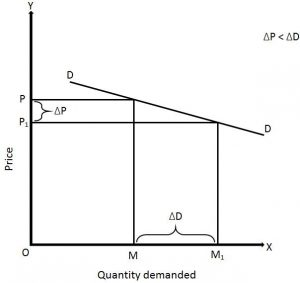 Y
ΔP < ΔD
D
P
ΔP
P1
D
Price
ΔD
O
M
M1
X
Quantity demanded